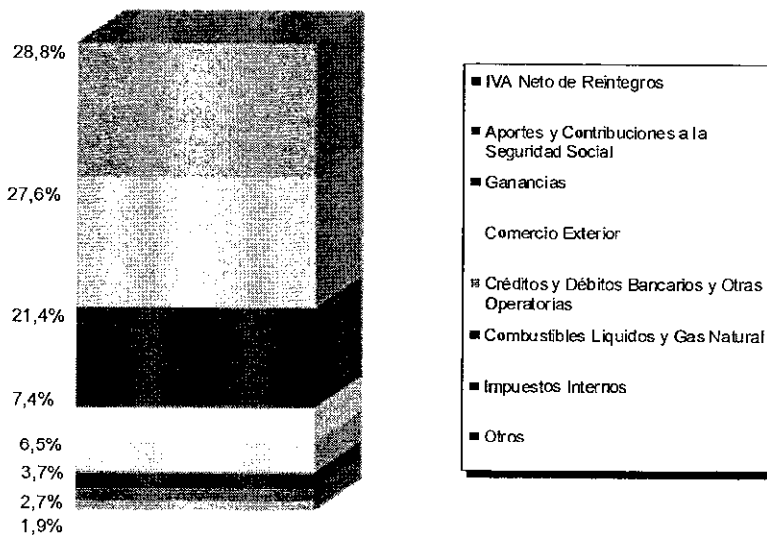 28,8%
27,6%
21,4%
7,4%
6,5%
3,7%
2,7%
1,9%
IVA Neto de Reintegros
Aportes y Contribuciones a la
Seguridad Social
Ganancias
Comercio Exterior
Créditos y Débitos Bancarios y Otras
Operatorias
Combustibles Liquidos y Gas Natural
Impuestos Internos
Otros